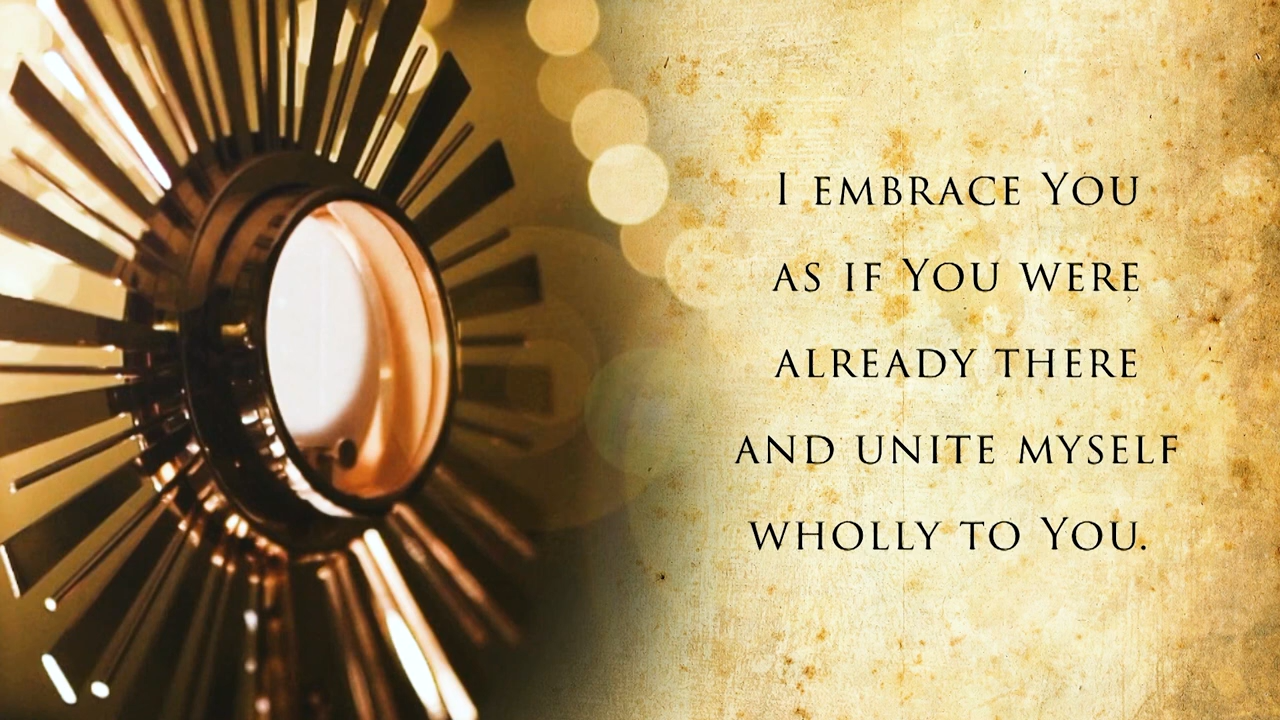 I EMBRACE YOU
AS IF YOU WERE
ALREADY THERE
AND UNITE MYSELF
WHOLLY TO YOU.